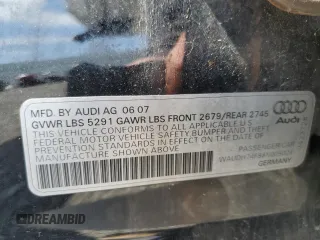 MFD. BY AUDI AG 06 07
GVWR LBS 5291 GAWR LBS FRONT 2679/REAR 2745
THIS VEHICLE CONFORMS TO ALL APPLICABLE U.S.
FEDERAL MOTOR VEHICLE SAFETY BUMPER AND THEFT
PREVENTION STANDARDS IN EFFECT ON THE DATE OF
MANUFACTURE SHOWN ABOVE
Audi
PASSENGER CAR
GERMANY
DREAMBID